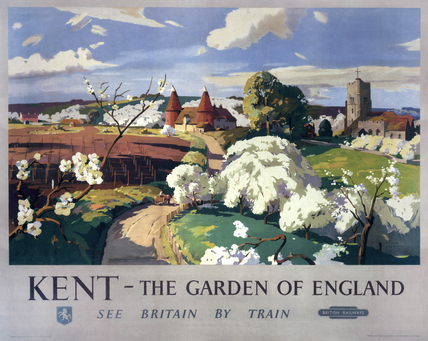 KENT - THE GARDEN OF ENGLAND
SEE BRITAIN BY TRAIN
BRITISH RAILWAYS